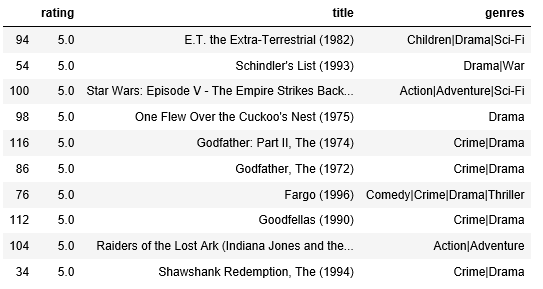 rating title genres
94 5.0 E.T. the Extra-Terrestrial (1982) Children|Drama|Sci-Fi
54 5.0 Schindler's List (1993) Drama|War
100 5.0 Star Wars: Episode V - The Empire Strikes Back... Action|Adventure|Sci-Fi
98 5.0 One Flew Over the Cuckoo's Nest (1975) Drama
116 5.0 Godfather: Part II, The (1974) Crime|Drama
86 5.0 Godfather, The (1972) Crime|Drama
76 5.0 Fargo (1996) Comedy|Crime|Drama|Thriller
112 5.0 Goodfellas (1990) Crime|Drama
104 5.0 Raiders of the Lost Ark (Indiana Jones and the... Action|Adventure
34 5.0 Shawshank Redemption, The (1994) Crime|Drama